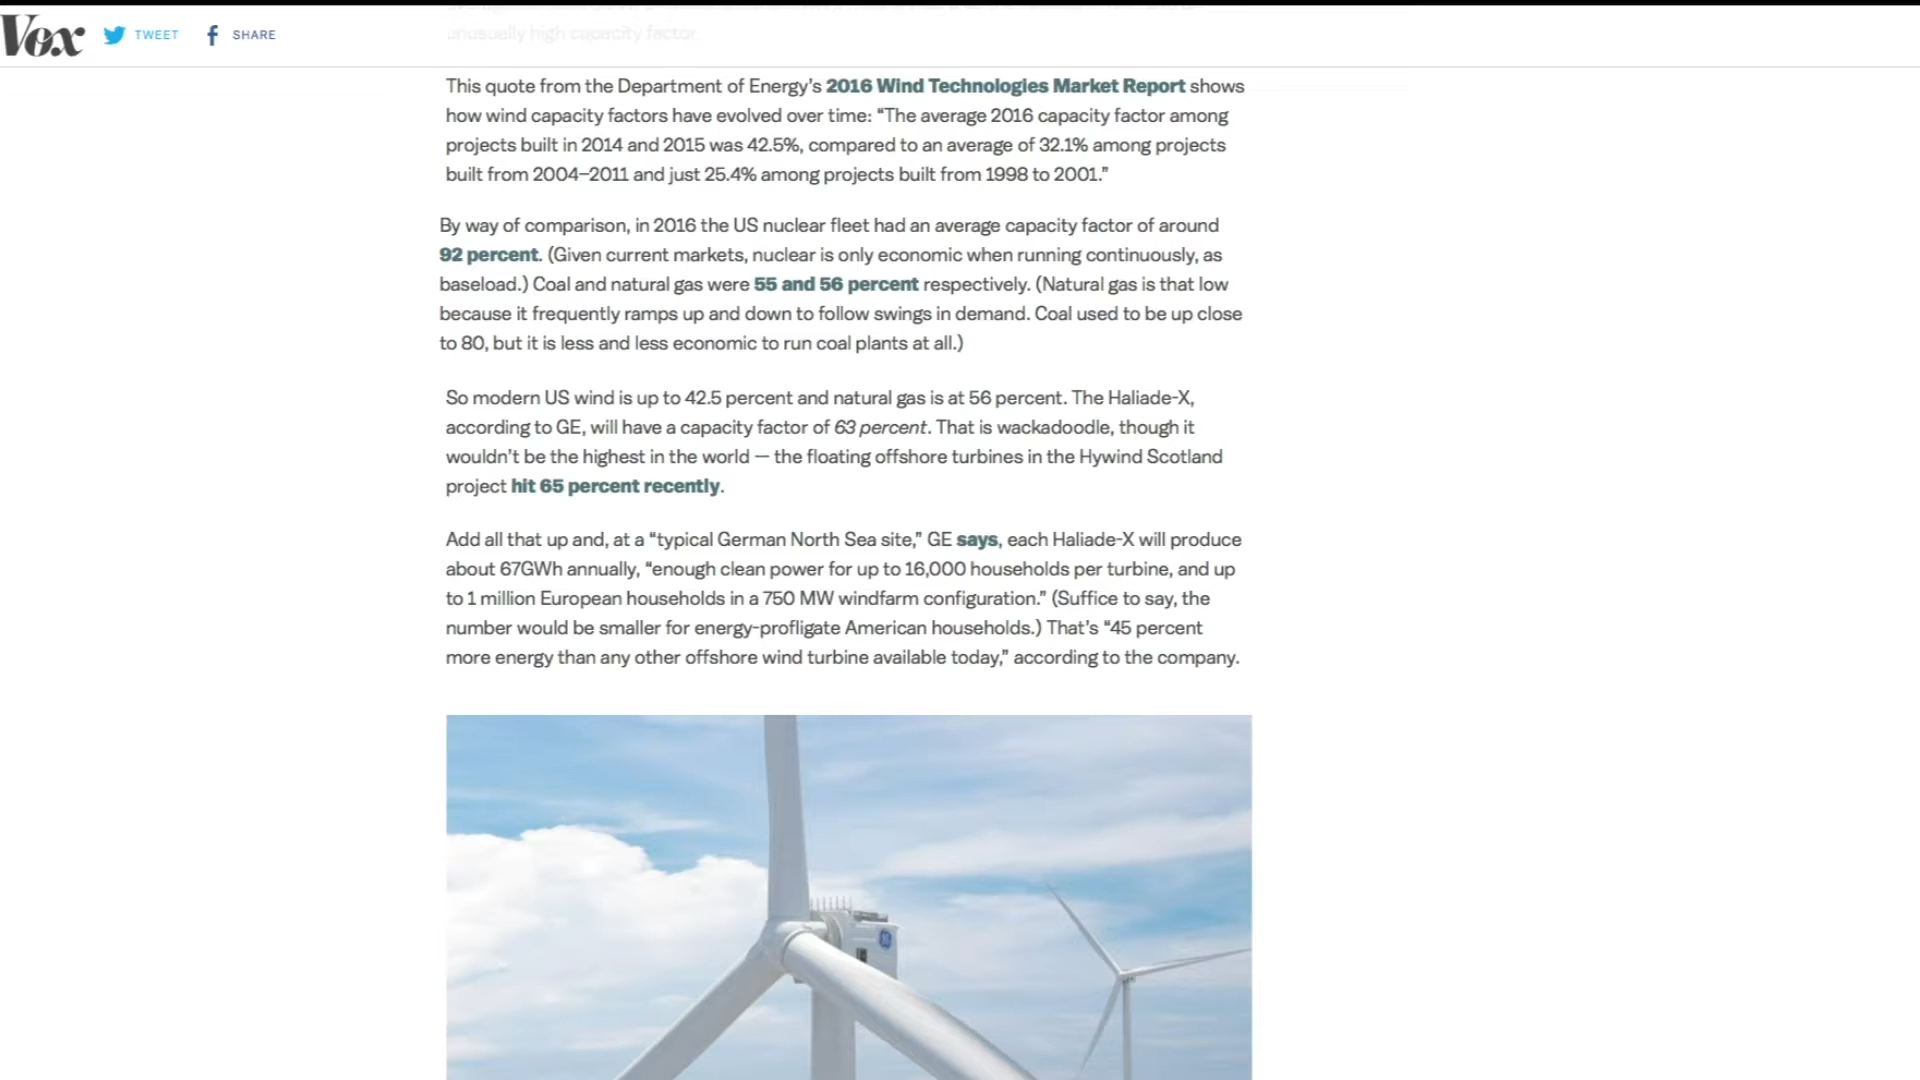 Vox
TWEET
SHARE
unusually high capacity factor
This quote from the Department of Energy’s 2016 Wind Technologies Market Report shows
how wind capacity factors have evolved over time: “The average 2016 capacity factor among
projects built in 2014 and 2015 was 42.5%, compared to an average of 32.1% among projects
built from 2004–2011 and just 25.4% among projects built from 1998 to 2001.”
By way of comparison, in 2016 the US nuclear fleet had an average capacity factor of around
92 percent. (Given current markets, nuclear is only economic when running continuously, as
baseload.) Coal and natural gas were 55 and 56 percent respectively. (Natural gas is that low
because it frequently ramps up and down to follow swings in demand. Coal used to be up close
to 80, but it is less and less economic to run coal plants at all.)
So modern US wind is up to 42.5 percent and natural gas is at 56 percent. The Haliade-X,
according to GE, will have a capacity factor of 63 percent. That is wackadoodle, though it
wouldn’t be the highest in the world — the floating offshore turbines in the Hywind Scotland
project hit 65 percent recently.
Add all that up and, at a “typical German North Sea site,” GE says, each Haliade-X will produce
about 67GWh annually, “enough clean power for up to 16,000 households per turbine, and up
to 1 million European households in a 750 MW windfarm configuration.” (Suffice to say, the
number would be smaller for energy-profligate American households.) That’s “45 percent
more energy than any other offshore wind turbine available today,” according to the company.